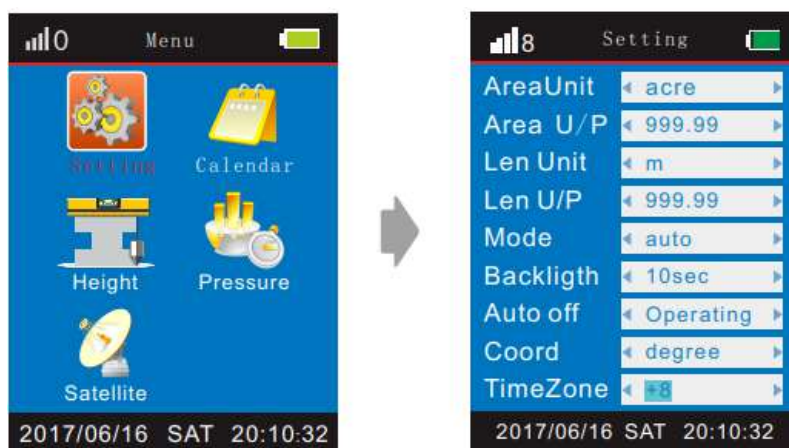 0 Menu
Setting Calendar
Height Pressure
Satellite
2017/06/16 SAT 20:10:32
8 Setting
AreaUnit acre
Area U/P 999.99
Len Unit m
Len U/P 999.99
Mode auto
Backligth 10sec
Auto off Operating
Coord degree
TimeZone +8
2017/06/16 SAT 20:10:32